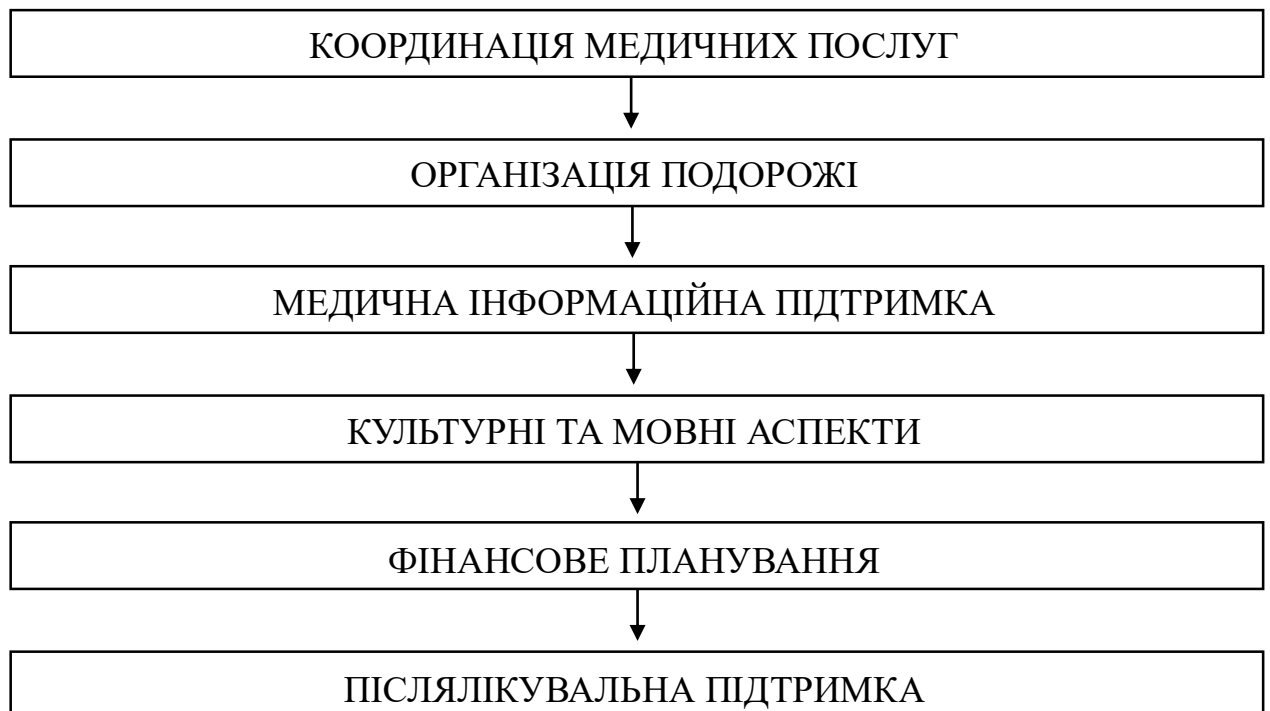 КООРДИНАЦІЯ МЕДИЧНИХ ПОСЛУГ
ОРГАНІЗАЦІЯ ПОДОРОЖІ
МЕДИЧНА ІНФОРМАЦІЙНА ПІДТРИМКА
КУЛЬТУРНІ ТА МОВНІ АСПЕКТИ
ФІНАНСОВЕ ПЛАНУВАННЯ
ПІСЛЯЛІКУВАЛЬНА ПІДТРИМКА